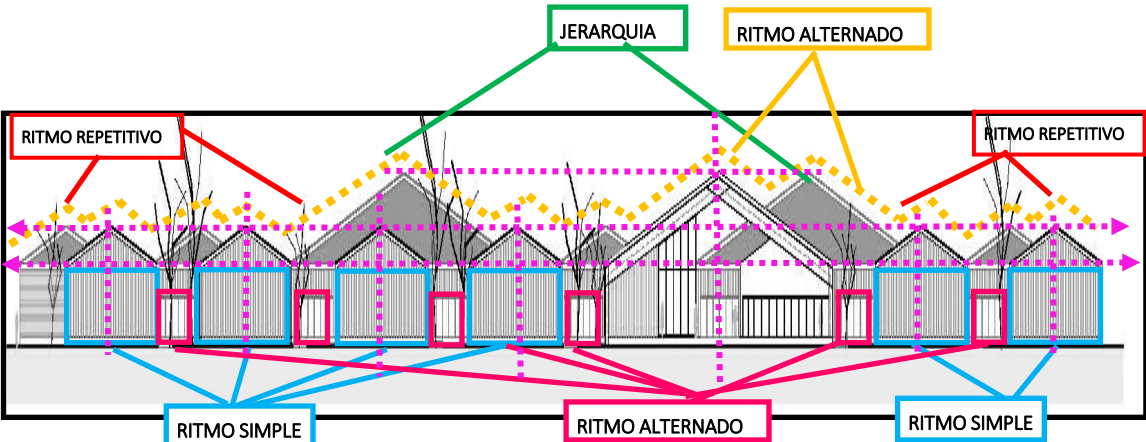 JERARQUIA
RITMO ALTERNADO
RITMO REPETITIVO
RITMO REPETITIVO
RITMO SIMPLE
RITMO ALTERNADO
RITMO SIMPLE